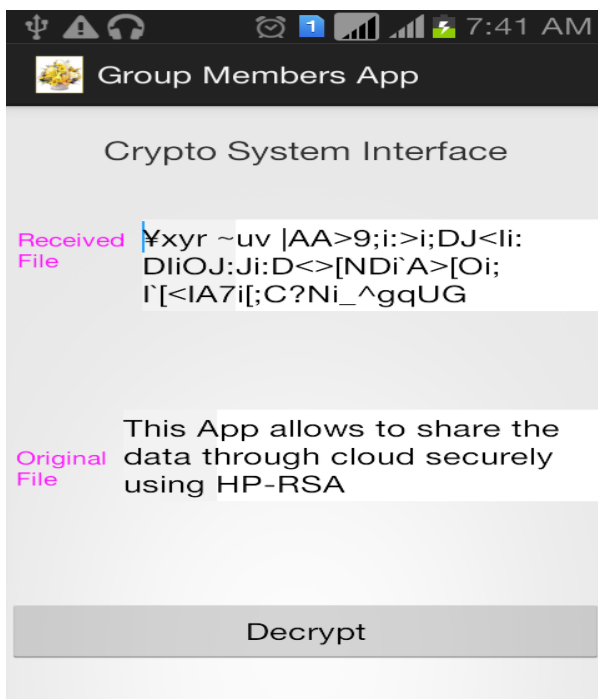 1 7:41 AM
Group Members App
Crypto System Interface
Received
File
¥xyr ~uv |AA>9;i:>i;DJ<Ii:
DIiOJ:Ji:D<>[NDi`A>[Oi;
I`[<IA7i[;C?Ni_^gqUG
Original
File
This App allows to share the
data through cloud securely
using HP-RSA
Decrypt